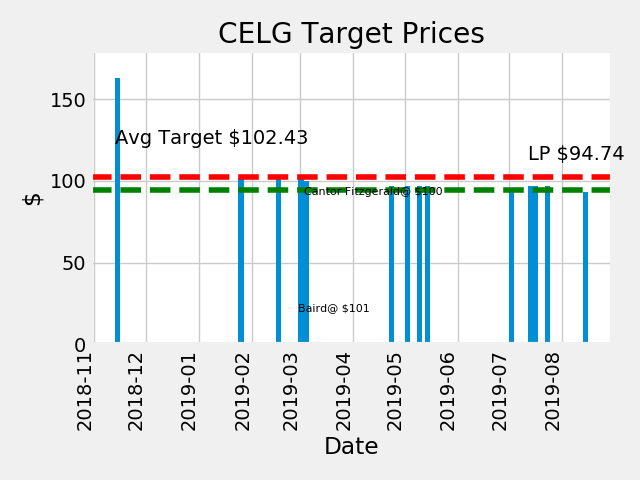 CELG Target Prices
$
150
100
50
0
Avg Target $102.43
LP $94.74
Cantor Fitzgerald@ $100
Baird@ $101
2018-11
2018-12
2019-01
2019-02
2019-03
2019-04
2019-05
2019-06
2019-07
2019-08
Date